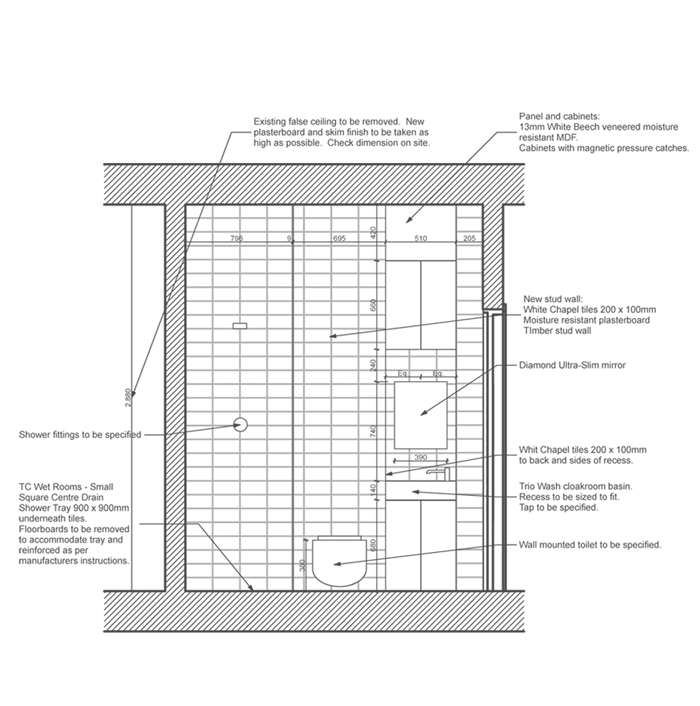 Panel and cabinets:
13mm White Beech veneered moisture
resistant MDF.
Cabinets with magnetic pressure catches.
Existing false ceiling to be removed. New
plasterboard and skim finish to be taken as
high as possible. Check dimension on site.
796
9
695
420
510
205
660
New stud wall:
White Chapel tiles 200 x 100mm
Moisture resistant plasterboard
TImber stud wall
240
Eq
Eq
Diamond Ultra-Slim mirror
2,880
740
Shower fittings to be specified
390
Whit Chapel tiles 200 x 100mm
to back and sides of recess.
140
Trio Wash cloakroom basin.
Recess to be sized to fit.
Tap to be specified.
TC Wet Rooms - Small
Square Centre Drain
Shower Tray 900 x 900mm
underneath tiles.
Floorboards to be removed
to accommodate tray and
reinforced as per
manufacturers instructions.
680
Wall mounted toilet to be specified.
360